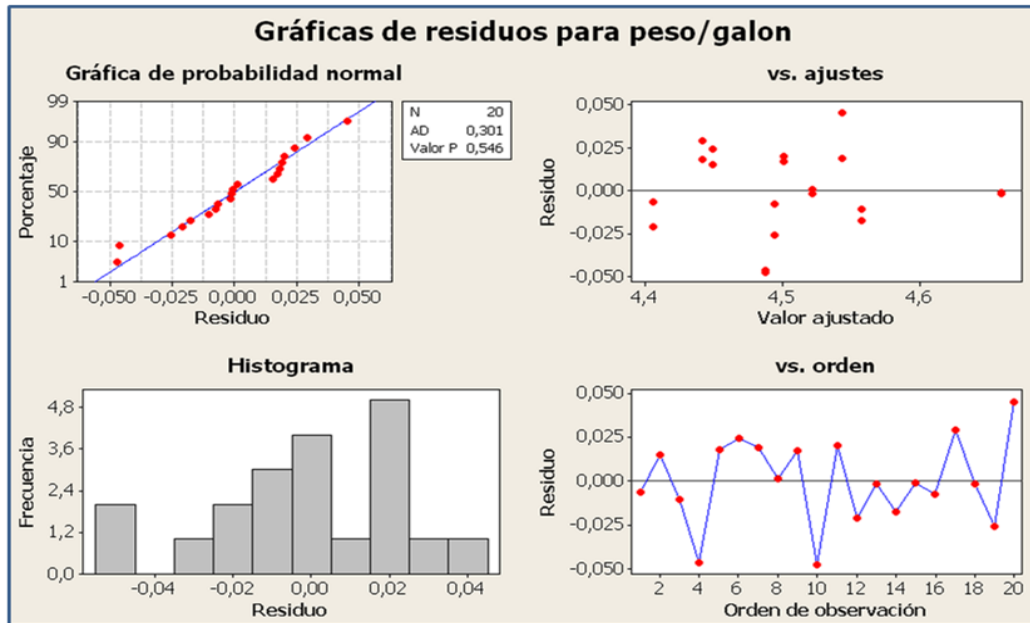 Gráficas de residuos para peso/galon
Gráfica de probabilidad normal
99
90
50
10
1
Porcentaje
-0,050 -0,025 0,000 0,025 0,050
Residuo
N 20
AD 0,301
Valor P 0,546
vs. ajustes
0,050
0,025
0,000
-0,025
-0,050
Residuo
4,4 4,5 4,6
Valor ajustado
Histograma
4,8
3,6
2,4
1,2
0,0
Frecuencia
-0,04 -0,02 0,00 0,02 0,04
Residuo
vs. orden
0,050
0,025
0,000
-0,025
-0,050
Residuo
2 4 6 8 10 12 14 16 18 20
Orden de observación